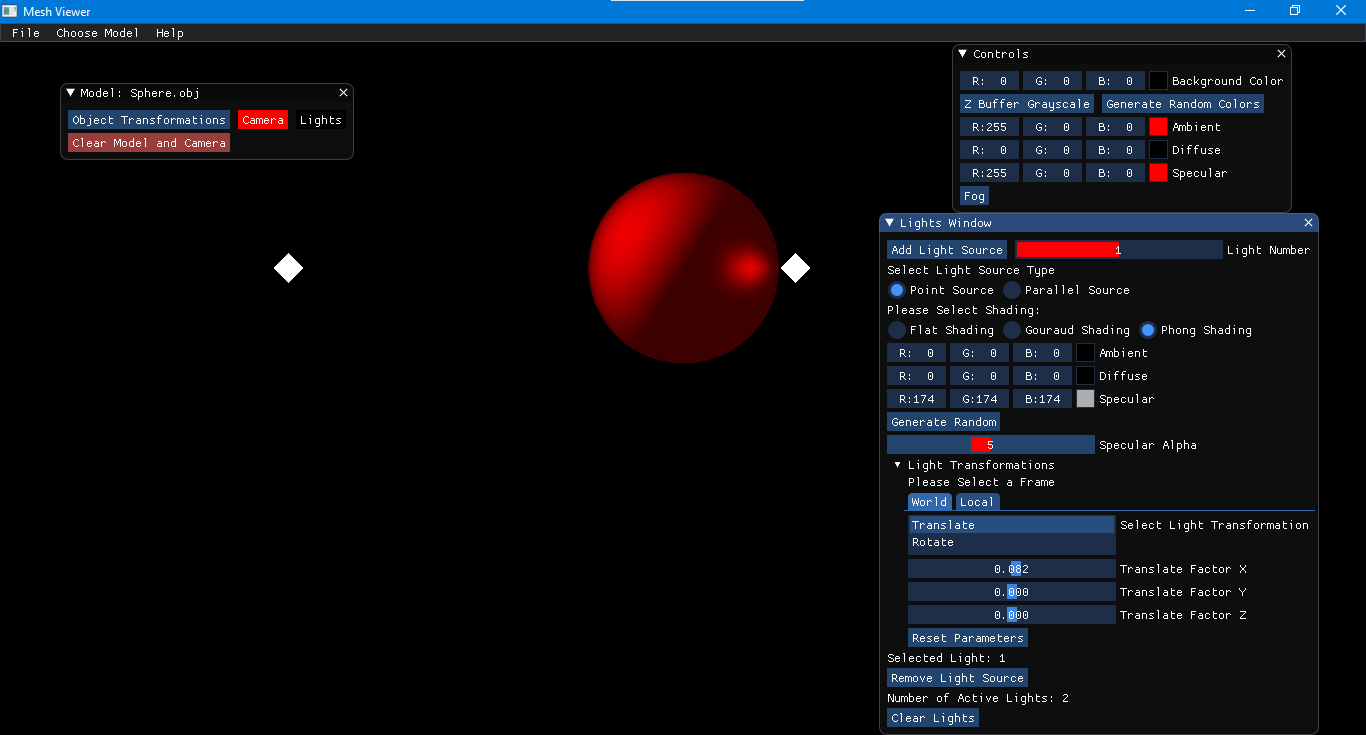 Mesh Viewer
File Choose Model Help
Model: Sphere.obj
Object Transformations Camera Lights
Clear Model and Camera
Controls
R: 0 G: 0 B: 0 Background Color
Z Buffer Grayscale Generate Random Colors
R:255 G: 0 B: 0 Ambient
R: 0 G: 0 B: 0 Diffuse
R:255 G: 0 B: 0 Specular
Fog
Lights Window
Add Light Source 1 Light Number
Select Light Source Type
Point Source Parallel Source
Please Select Shading:
Flat Shading Gouraud Shading Phong Shading
R: 0 G: 0 B: 0 Ambient
R: 0 G: 0 B: 0 Diffuse
R:174 G:174 B:174 Specular
Generate Random
5 Specular Alpha
Light Transformations
Please Select a Frame
World Local
Translate Select Light Transformation
Rotate
0.082 Translate Factor X
0.000 Translate Factor Y
0.000 Translate Factor Z
Reset Parameters
Selected Light: 1
Remove Light Source
Number of Active Lights: 2
Clear Lights